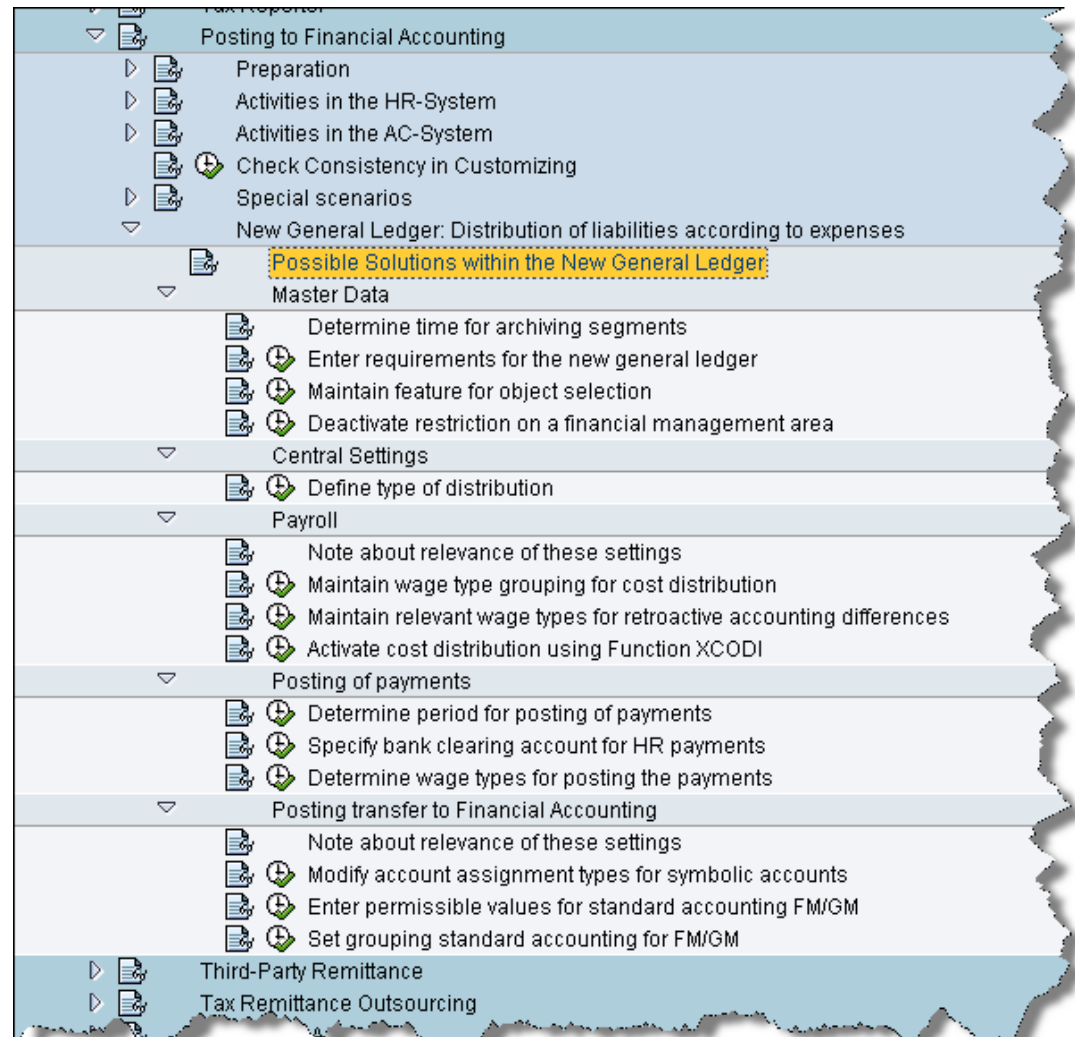 Tax Reporter
Posting to Financial Accounting
Preparation
Activities in the HR-System
Activities in the AC-System
Check Consistency in Customizing
Special scenarios
New General Ledger: Distribution of liabilities according to expenses
Possible Solutions within the New General Ledger
Master Data
Determine time for archiving segments
Enter requirements for the new general ledger
Maintain feature for object selection
Deactivate restriction on a financial management area
Central Settings
Define type of distribution
Payroll
Note about relevance of these settings
Maintain wage type grouping for cost distribution
Maintain relevant wage types for retroactive accounting differences
Activate cost distribution using Function XCODI
Posting of payments
Determine period for posting of payments
Specify bank clearing account for HR payments
Determine wage types for posting the payments
Posting transfer to Financial Accounting
Note about relevance of these settings
Modify account assignment types for symbolic accounts
Enter permissible values for standard accounting FM/GM
Set grouping standard accounting for FM/GM
Third-Party Remittance
Tax Remittance Outsourcing